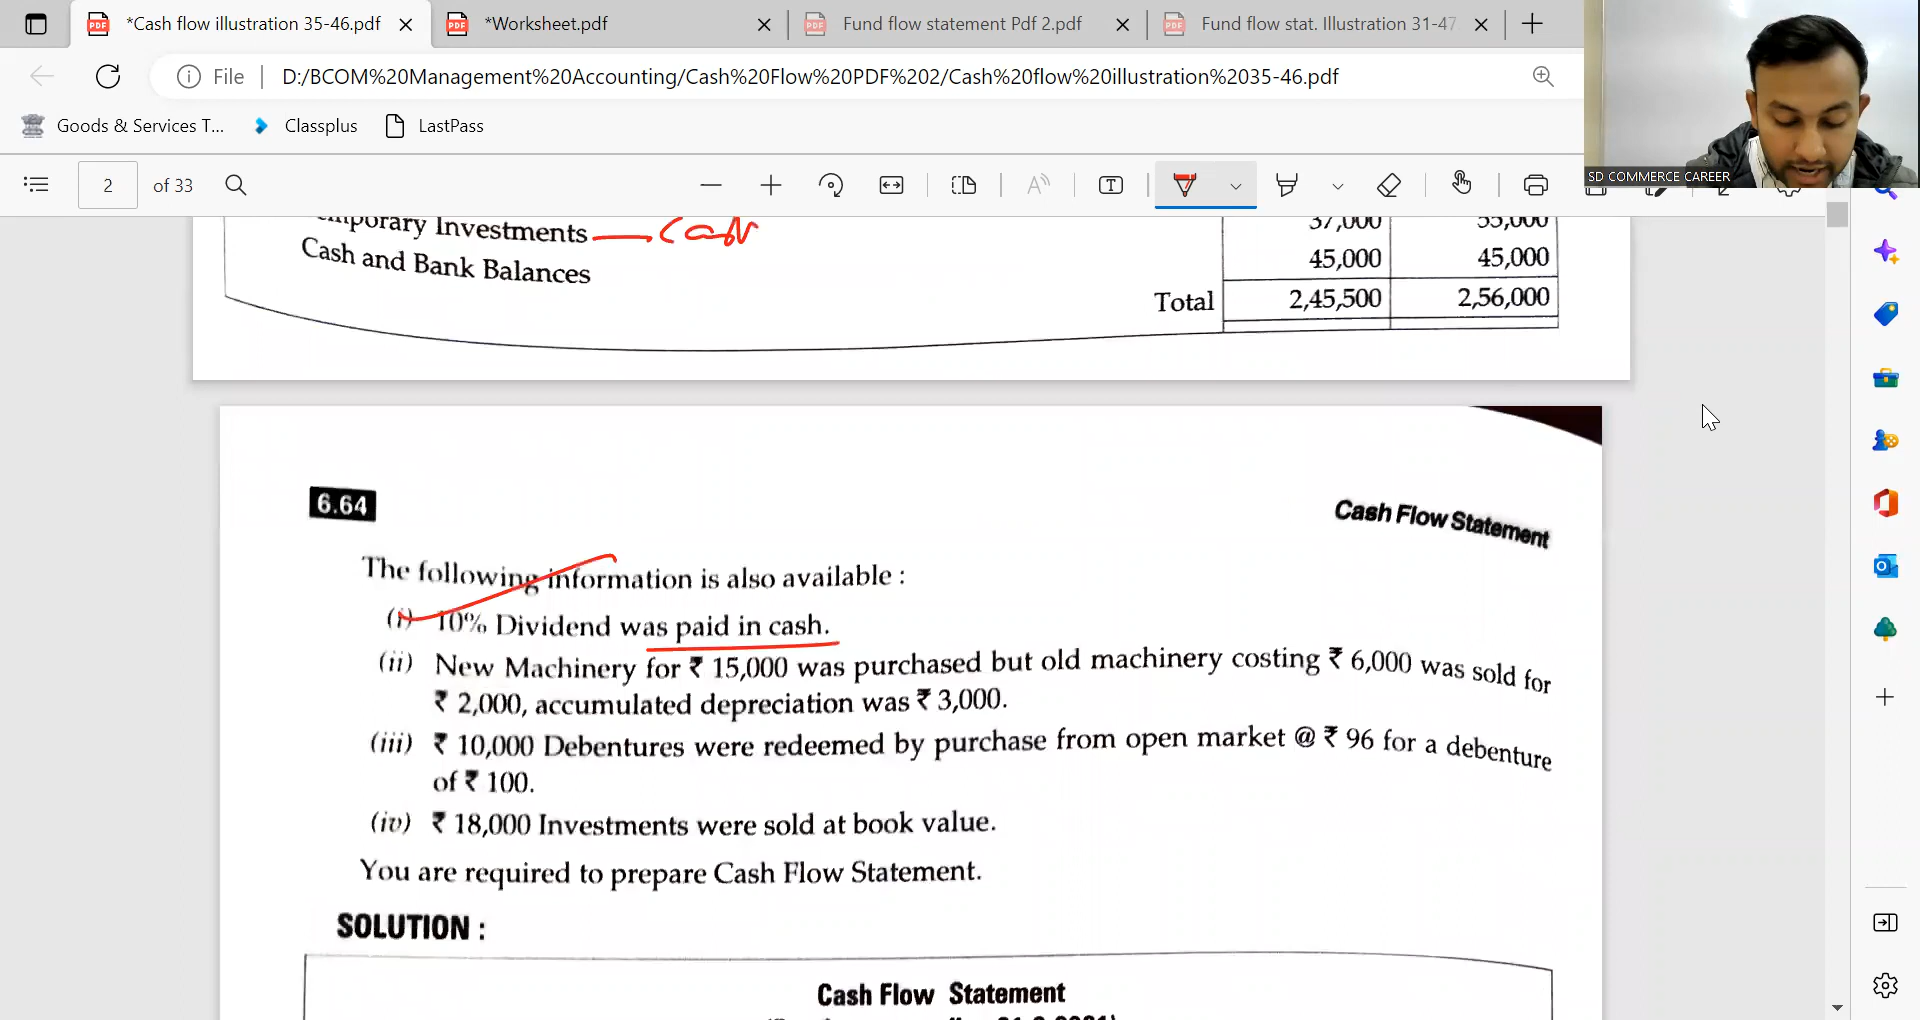 *Cash flow illustration 35-46.pdf
*Worksheet.pdf
Fund flow statement Pdf 2.pdf
Fund flow stat. Illustration 31-47
File
D:/BCOM%20Management%20Accounting/Cash%20Flow%20PDF%202/Cash%20flow%20illustration%2035-46.pdf
Goods & Services T...
Classplus
LastPass
2 of 33
SD COMMERCE CAREER
Investments 37,000 55,000
Cash and Bank Balances 45,000 45,000
Total 2,45,500 2,56,000
6.64
Cash Flow Statement
The following information is also available :
(i) 10% Dividend was paid in cash.
(ii) New Machinery for ₹ 15,000 was purchased but old machinery costing ₹ 6,000 was sold for
₹ 2,000, accumulated depreciation was ₹ 3,000.
(iii) ₹ 10,000 Debentures were redeemed by purchase from open market @ ₹ 96 for a debenture
of ₹ 100.
(iv) ₹ 18,000 Investments were sold at book value.
You are required to prepare Cash Flow Statement.
SOLUTION :
Cash Flow Statement